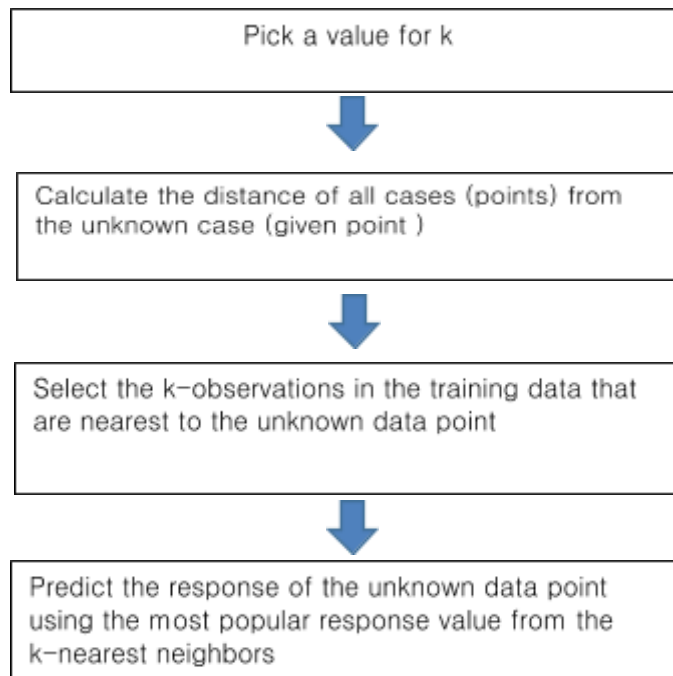 Pick a value for k
Calculate the distance of all cases (points) from
the unknown case (given point )
Select the k-observations in the training data that
are nearest to the unknown data point
Predict the response of the unknown data point
using the most popular response value from the
k-nearest neighbors